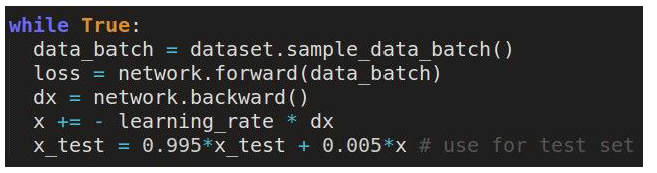 while True:
data_batch = dataset.sample_data_batch()
loss = network.forward(data_batch)
dx = network.backward()
x += - learning_rate * dx
x_test = 0.995*x_test + 0.005*x # use for test set